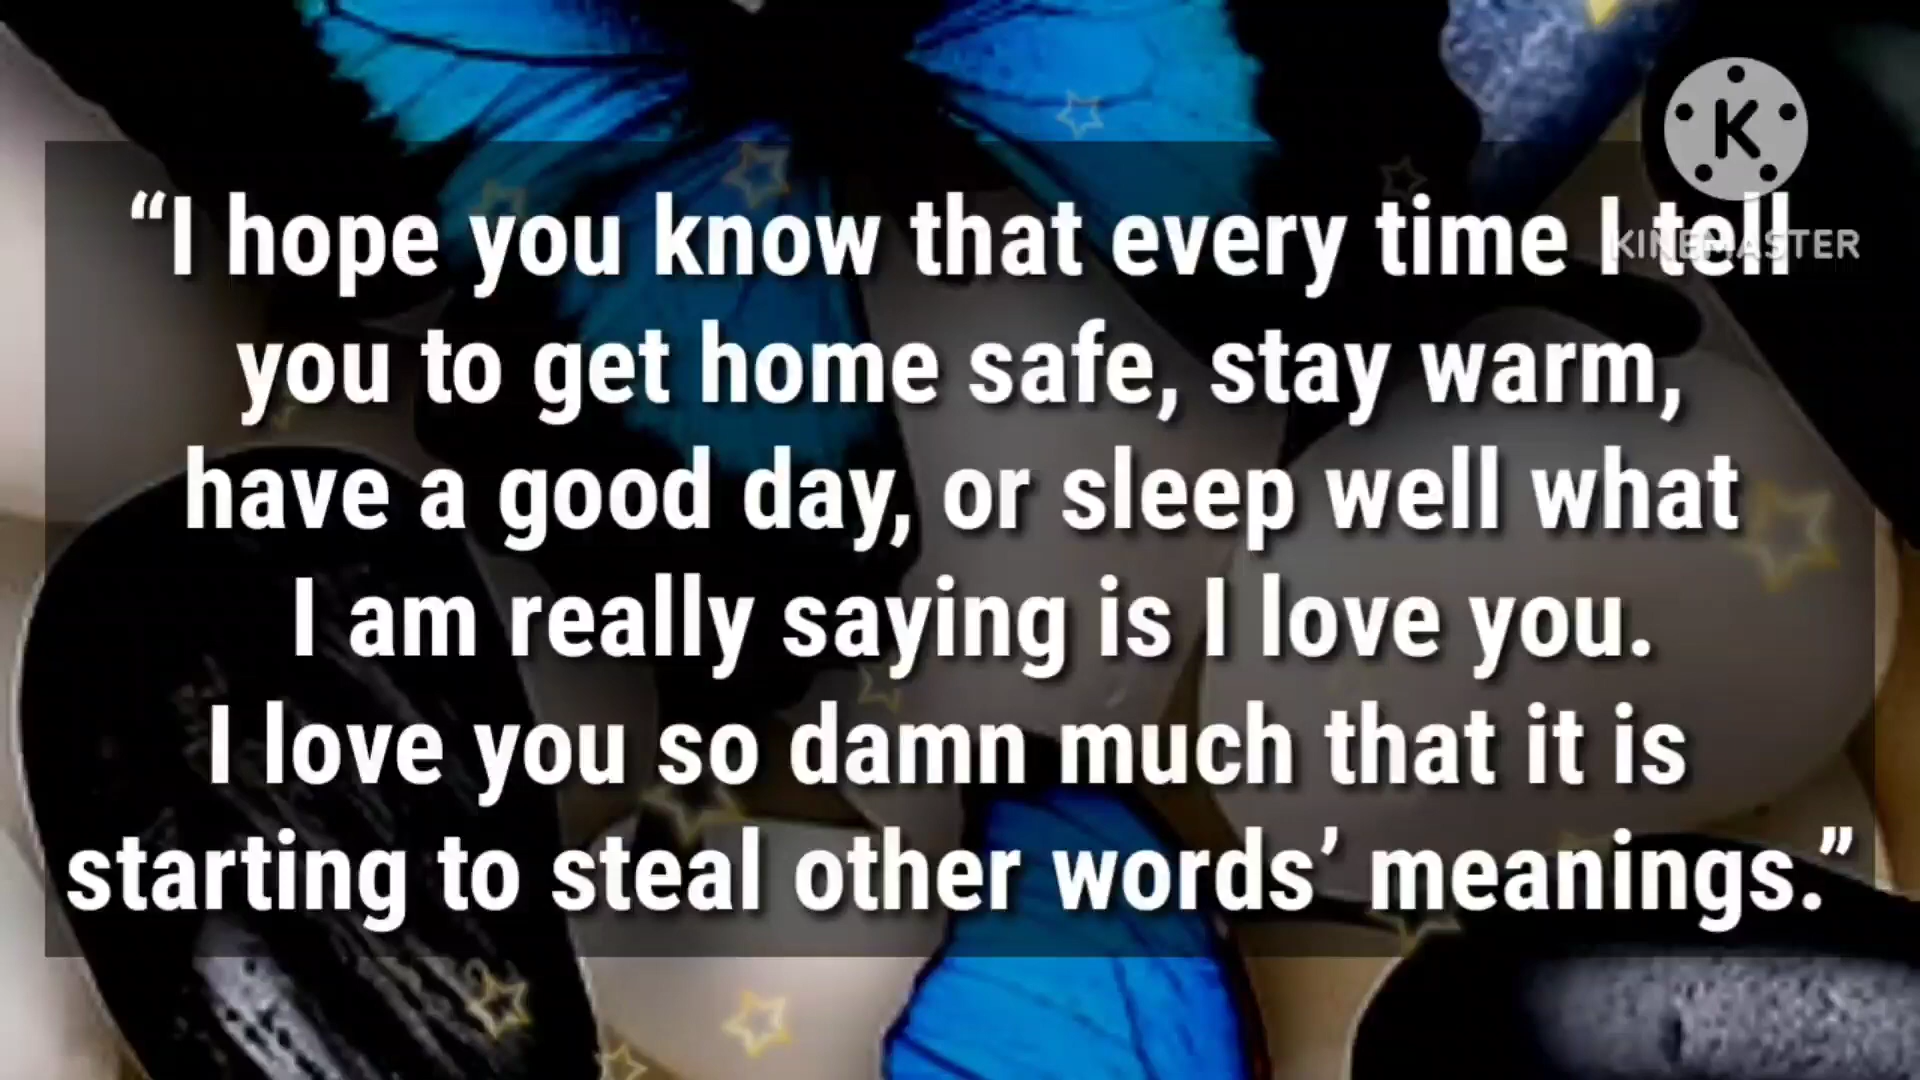 “I hope you know that every time I tell
you to get home safe, stay warm,
have a good day, or sleep well what
I am really saying is I love you.
I love you so damn much that it is
starting to steal other words’ meanings.”
K
KINEMASTER